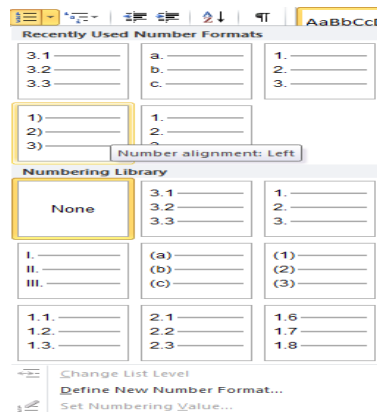 AaBbCcD
Recently Used Number Formats
3.1 a. 1.
3.2 b. 2.
3.3 c. 3.
1) 1.
2) 2.
3)
Number alignment: Left
Numbering Library
None
3.1 1.
3.2 2.
3.3 3.
I. (a) (1)
II. (b) (2)
III. (c) (3)
1.1. 2.1 1.6
1.2. 2.2 1.7
1.3. 2.3 1.8
Change List Level
Define New Number Format...
Set Numbering Value...